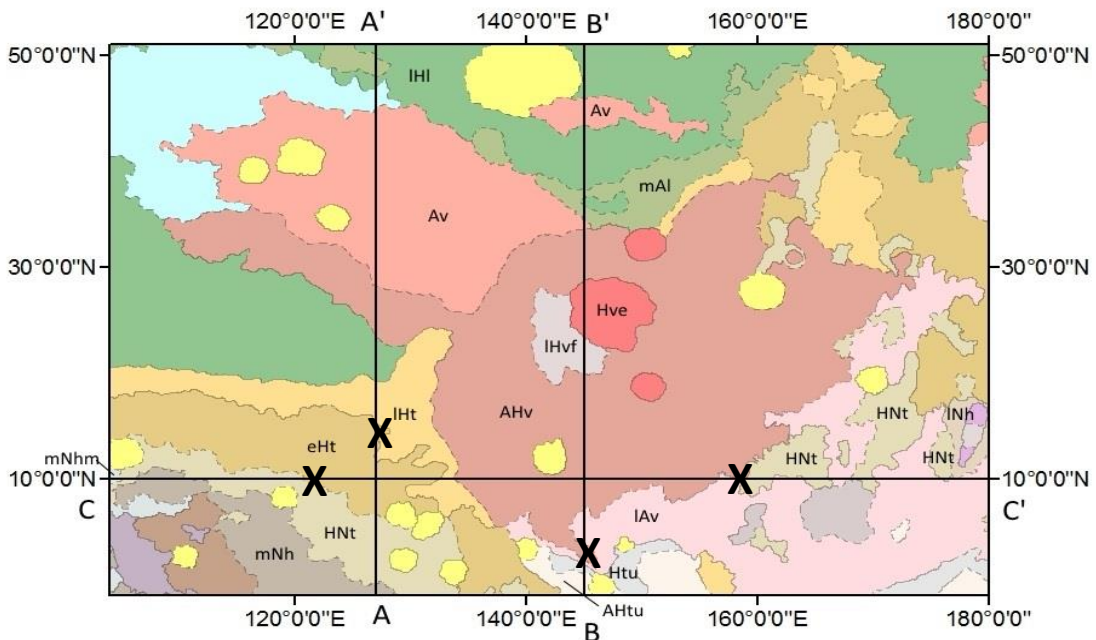 120°0'0"E A' 140°0'0"E B' 160°0'0"E 180°0'0"
50°0'0"N 50°0'0"N
lHl
Av
mAl
Av
30°0'0"N 30°0'0"N
Hve
lHvf
lHt AHv HNt lNh
X
eHt
mNhm HNt HNt
10°0'0"N X X 10°0'0"N
C C'
lAv
HNt
mNh X
Htu
AHtu
120°0'0"E A 140°0'0"E B 160°0'0"E 180°0'0"